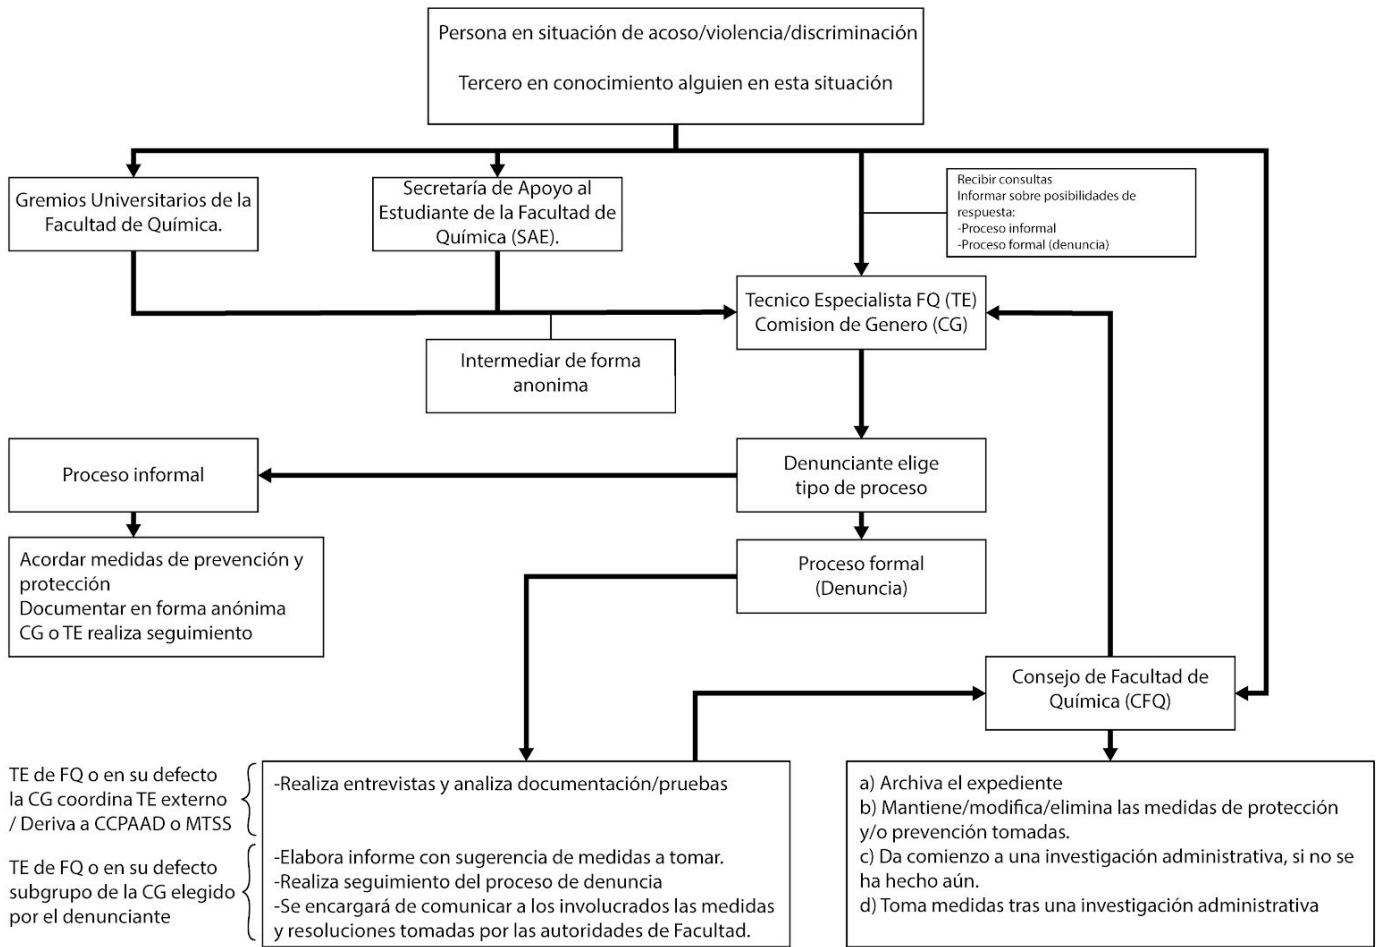 Persona en situación de acoso/violencia/discriminación
Tercero en conocimiento alguien en esta situación
Gremios Universitarios de la
Facultad de Química.
Secretaría de Apoyo al
Estudiante de la Facultad de
Química (SAE).
Recibir consultas
Informar sobre posibilidades de
respuesta:
-Proceso informal
-Proceso formal (denuncia)
Tecnico Especialista FQ (TE)
Comision de Genero (CG)
Intermediar de forma
anonima
Proceso informal
Denunciante elige
tipo de proceso
Acordar medidas de prevención y
protección
Documentar en forma anónima
CG o TE realiza seguimiento
Proceso formal
(Denuncia)
Consejo de Facultad de
Química (CFQ)
TE de FQ o en su defecto
la CG coordina TE externo
/ Deriva a CCPAAD o MTSS
TE de FQ o en su defecto
subgrupo de la CG elegido
por el denunciante
-Realiza entrevistas y analiza documentación/pruebas
-Elabora informe con sugerencia de medidas a tomar.
-Realiza seguimiento del proceso de denuncia
-Se encargará de comunicar a los involucrados las medidas
y resoluciones tomadas por las autoridades de Facultad.
a) Archiva el expediente
b) Mantiene/modifica/elimina las medidas de protección
y/o prevención tomadas.
c) Da comienzo a una investigación administrativa, si no se
ha hecho aún.
d) Toma medidas tras una investigación administrativa